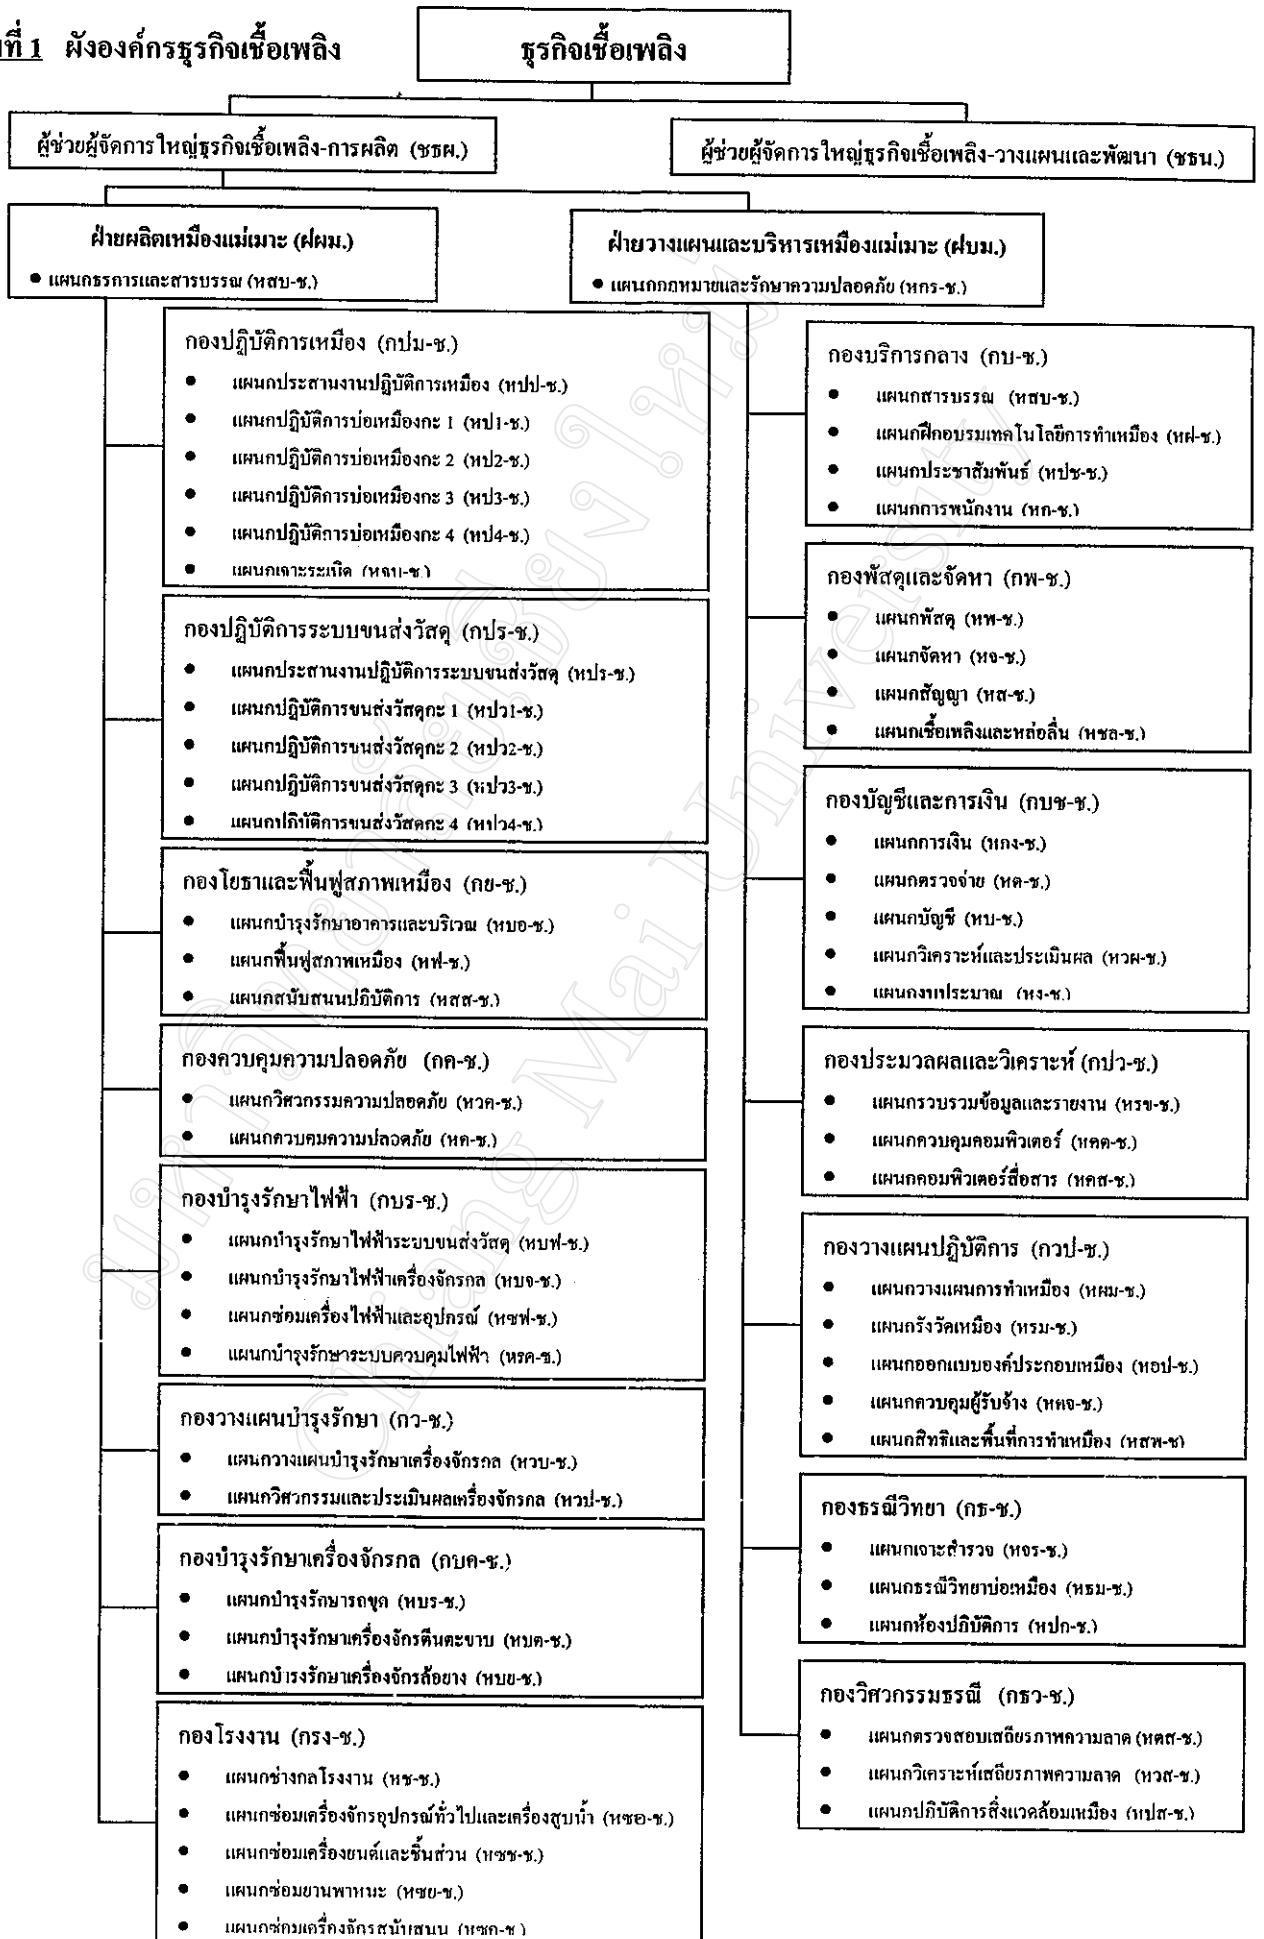 ที่ 1 ผังองค์กรธุรกิจเชื้อเพลิง
ธุรกิจเชื้อเพลิง
ผู้ช่วยผู้จัดการใหญ่ธุรกิจเชื้อเพลิง-การผลิต (ชธผ.)
ผู้ช่วยผู้จัดการใหญ่ธุรกิจเชื้อเพลิง-วางแผนและพัฒนา (ชธน.)
ฝ่ายผลิตเหมืองแม่เมาะ (ฝผม.)
● แผนกธรการและสารบรรณ (หสบ-ช.)
ฝ่ายวางแผนและบริหารเหมืองแม่เมาะ (ฝบม.)
● แผนกกฎหมายและรักษาความปลอดภัย (หกร-ช.)
กองปฏิบัติการเหมือง (กปม-ช.)
● แผนกประสานงานปฏิบัติการเหมือง (หปป-ช.)
● แผนกปฏิบัติการบ่อเหมืองกะ 1 (หป1-ช.)
● แผนกปฏิบัติการบ่อเหมืองกะ 2 (หป2-ช.)
● แผนกปฏิบัติการบ่อเหมืองกะ 3 (หป3-ช.)
● แผนกปฏิบัติการบ่อเหมืองกะ 4 (หป4-ช.)
● แผนกเจาะระเบิด (หจบ-ช.)
กองปฏิบัติการระบบขนส่งวัสดุ (กปร-ช.)
● แผนกประสานงานปฏิบัติการระบบขนส่งวัสดุ (หปร-ช.)
● แผนกปฏิบัติการขนส่งวัสดุกะ 1 (หปว1-ช.)
● แผนกปฏิบัติการขนส่งวัสดุกะ 2 (หปว2-ช.)
● แผนกปฏิบัติการขนส่งวัสดุกะ 3 (หปว3-ช.)
● แผนกปฏิบัติการขนส่งวัสดุกะ 4 (หปว4-ช.)
กองโยธาและฟื้นฟูสภาพเหมือง (กย-ช.)
● แผนกบำรุงรักษาอาคารและบริเวณ (หบอ-ช.)
● แผนกฟื้นฟูสภาพเหมือง (หฟ-ช.)
● แผนกสนับสนุนปฏิบัติการ (หสส-ช.)
กองควบคุมความปลอดภัย (กค-ช.)
● แผนกวิศวกรรมความปลอดภัย (หวค-ช.)
● แผนกควบคุมความปลอดภัย (หค-ช.)
กองบำรุงรักษาไฟฟ้า (กบร-ช.)
● แผนกบำรุงรักษาไฟฟ้าระบบขนส่งวัสดุ (หบฟ-ช.)
● แผนกบำรุงรักษาไฟฟ้าเครื่องจักรกล (หบจ-ช.)
● แผนกซ่อมเครื่องไฟฟ้าและอุปกรณ์ (หซฟ-ช.)
● แผนกบำรุงรักษาระบบควบคุมไฟฟ้า (หรค-ช.)
กองวางแผนบำรุงรักษา (กว-ช.)
● แผนกวางแผนบำรุงรักษาเครื่องจักรกล (หวบ-ช.)
● แผนกวิศวกรรมและประเมินผลเครื่องจักรกล (หวป-ช.)
กองบำรุงรักษาเครื่องจักรกล (กบค-ช.)
● แผนกบำรุงรักษารถขุด (หบร-ช.)
● แผนกบำรุงรักษาเครื่องจักรตีนตะขาบ (หบต-ช.)
● แผนกบำรุงรักษาเครื่องจักรล้อยาง (หบย-ช.)
กองโรงงาน (กรง-ช.)
● แผนกช่างกลโรงงาน (หช-ช.)
● แผนกซ่อมเครื่องจักรอุปกรณ์ทั่วไปและเครื่องสูบน้ำ (หซอ-ช.)
● แผนกซ่อมเครื่องยนต์และชิ้นส่วน (หซช-ช.)
● แผนกซ่อมยานพาหนะ (หซย-ช.)
● แผนกซ่อมเครื่องจักรสนับสนุน (หซก-ช.)
กองบริการกลาง (กบ-ช.)
● แผนกสารบรรณ (หสบ-ช.)
● แผนกฝึกอบรมเทคโนโลยีการทำเหมือง (หฝ-ช.)
● แผนกประชาสัมพันธ์ (หปช-ช.)
● แผนกการพนักงาน (หก-ช.)
กองพัสดุและจัดหา (กพ-ช.)
● แผนกพัสดุ (หพ-ช.)
● แผนกจัดหา (หจ-ช.)
● แผนกสัญญา (หส-ช.)
● แผนกเชื้อเพลิงและหล่อลื่น (หชล-ช.)
กองบัญชีและการเงิน (กบช-ช.)
● แผนกการเงิน (หกง-ช.)
● แผนกตรวจจ่าย (หต-ช.)
● แผนกบัญชี (หบ-ช.)
● แผนกวิเคราะห์และประเมินผล (หวผ-ช.)
● แผนกงบประมาณ (หง-ช.)
กองประมวลผลและวิเคราะห์ (กปว-ช.)
● แผนกรวบรวมข้อมูลและรายงาน (หรข-ช.)
● แผนกควบคุมคอมพิวเตอร์ (หคต-ช.)
● แผนกคอมพิวเตอร์สื่อสาร (หคส-ช.)
กองวางแผนปฏิบัติการ (กวป-ช.)
● แผนกวางแผนการทำเหมือง (หผม-ช.)
● แผนกรังวัดเหมือง (หรม-ช.)
● แผนกออกแบบองค์ประกอบเหมือง (หอป-ช.)
● แผนกควบคุมผู้รับจ้าง (หคจ-ช.)
● แผนกสิทธิและพื้นที่การทำเหมือง (หสพ-ช)
กองธรณีวิทยา (กธ-ช.)
● แผนกเจาะสำรวจ (หจร-ช.)
● แผนกธรณีวิทยาบ่อเหมือง (หธม-ช.)
● แผนกห้องปฏิบัติการ (หปก-ช.)
กองวิศวกรรมธรณี (กธว-ช.)
● แผนกตรวจสอบเสถียรภาพความลาด (หตส-ช.)
● แผนกวิเคราะห์เสถียรภาพความลาด (หวส-ช.)
● แผนกปฏิบัติการสิ่งแวดล้อมเหมือง (หปส-ช.)
มหาวิทยาลัยเชียงใหม่
Chiang Mai University